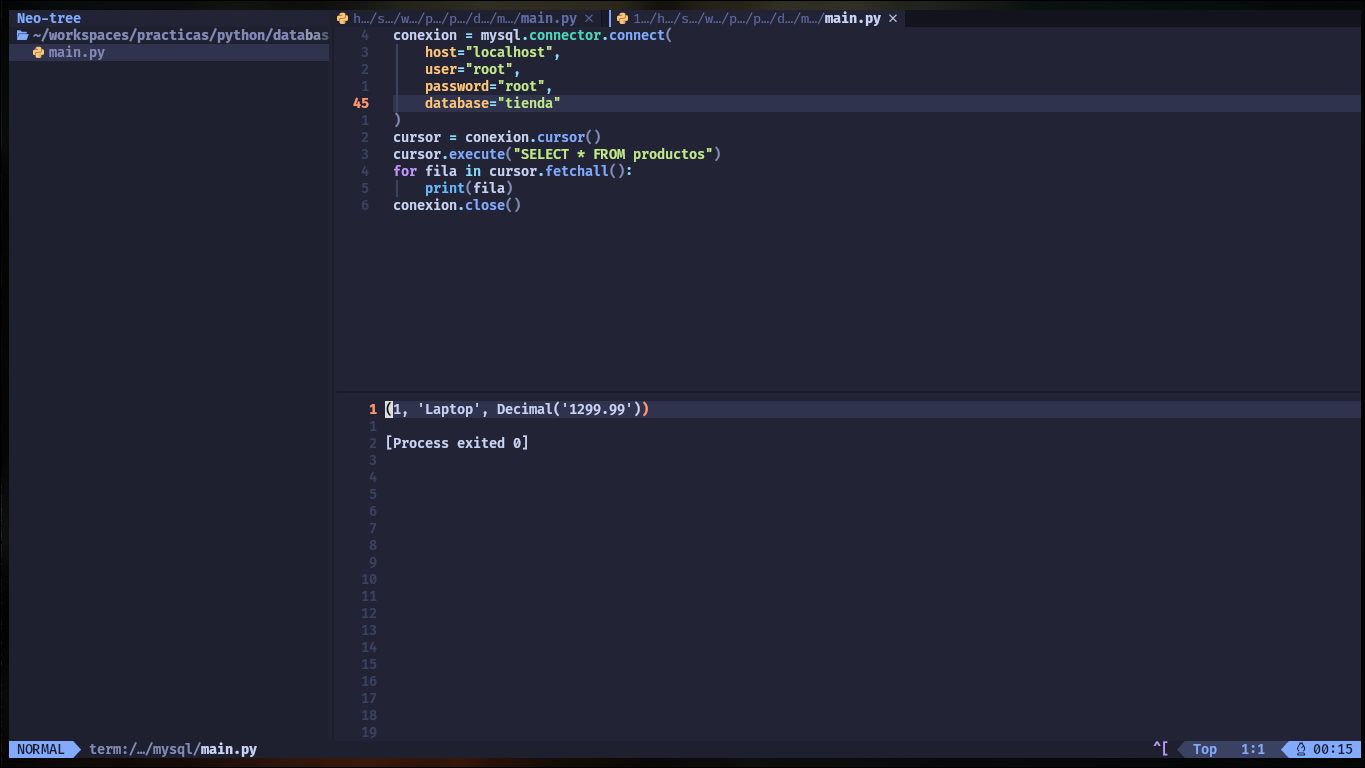 Neo-tree
~/workspaces/practicas/python/databas
main.py
h…/s…/w…/p…/p…/d…/m…/main.py ×
1…/h…/s…/w…/p…/p…/d…/m…/main.py ×
4 conexion = mysql.connector.connect(
3 host="localhost",
2 user="root",
1 password="root",
45 database="tienda"
1 )
2 cursor = conexion.cursor()
3 cursor.execute("SELECT * FROM productos")
4 for fila in cursor.fetchall():
5 print(fila)
6 conexion.close()
1 (1, 'Laptop', Decimal('1299.99'))
1
2 [Process exited 0]
3
4
5
6
7
8
9
10
11
12
13
14
15
16
17
18
19
NORMAL term:/…/mysql/main.py ^[ Top 1:1 00:15